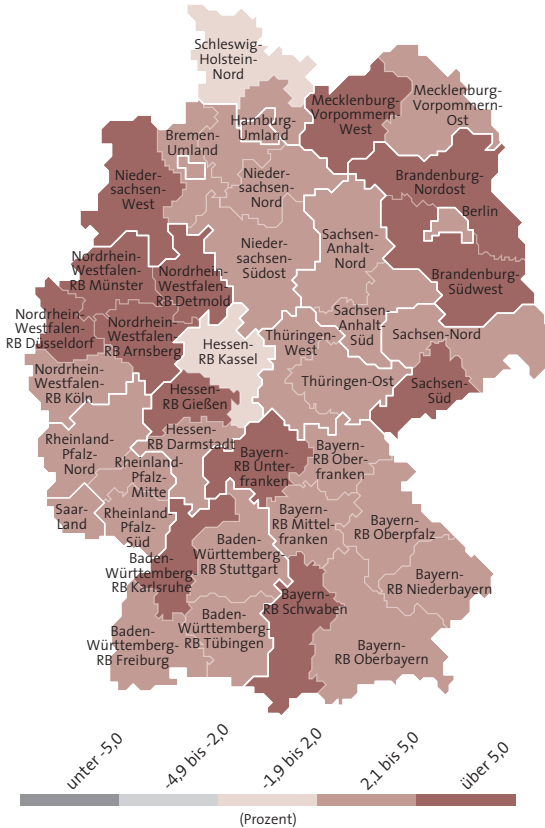 Schleswig-
Holstein-
Nord
Mecklenburg-
Vorpommern-
West
Mecklenburg-
Vorpommern-
Ost
Hamburg-
Umland
Bremen-
Umland
Nieder-
sachsen-
West
Nieder-
sachsen-
Nord
Brandenburg-
Nordost
Berlin
Nieder-
sachsen-
Südost
Sachsen-
Anhalt-
Nord
Brandenburg-
Südwest
Nordrhein-
Westfalen-
RB Münster
Nordrhein-
Westfalen-
RB Detmold
Nordrhein-
Westfalen-
RB Düsseldorf
Nordrhein-
Westfalen-
RB Arnsberg
Hessen-
RB Kassel
Thüringen-
West
Sachsen-
Anhalt-
Süd
Sachsen-Nord
Nordrhein-
Westfalen-
RB Köln
Hessen-
RB Gießen
Thüringen-Ost
Sachsen-
Süd
Rheinland-
Pfalz-
Nord
Hessen-
RB Darmstadt
Rheinland-
Pfalz-
Mitte
Bayern-
RB Unter-
franken
Bayern-
RB Ober-
franken
Saar-
Land
Rheinland-
Pfalz-
Süd
Baden-
Württemberg-
RB Stuttgart
Bayern-
RB Mittel-
franken
Bayern-
RB Oberpfalz
Baden-
Württemberg-
RB Karlsruhe
Bayern-
RB Schwaben
Bayern-
RB Niederbayern
Baden-
Württemberg-
RB Freiburg
Baden-
Württemberg-
RB Tübingen
Bayern-
RB Oberbayern
unter -5,0
-4,9 bis -2,0
-1,9 bis 2,0
2,1 bis 5,0
über 5,0
(Prozent)